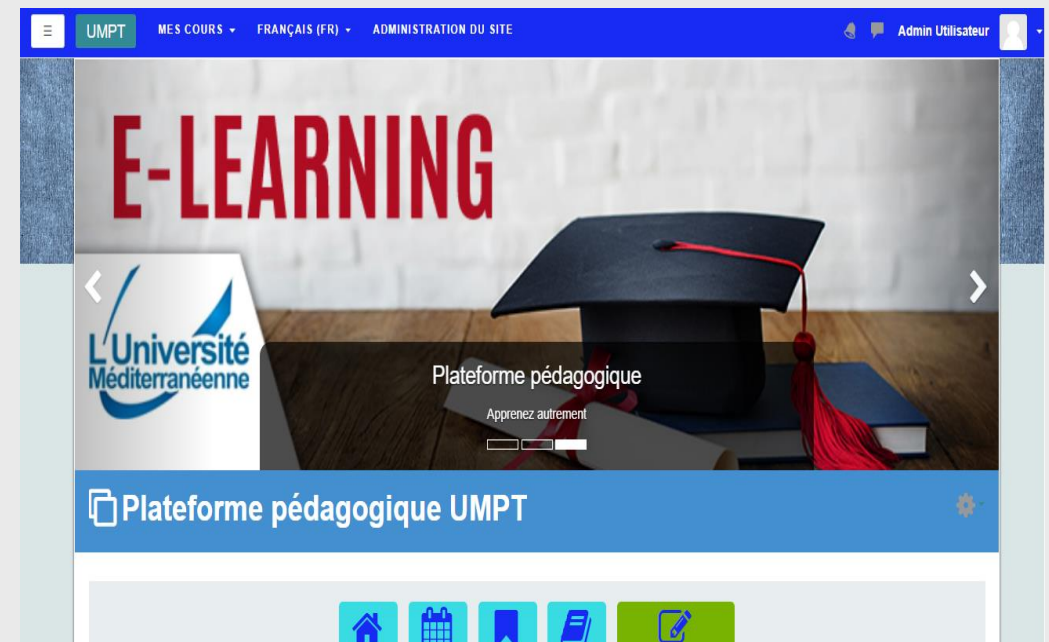 UMPT MES COURS FRANÇAIS (FR) ADMINISTRATION DU SITE Admin Utilisateur
E-LEARNING
L'Université
Méditerranéenne
Plateforme pédagogique
Apprenez autrement
Plateforme pédagogique UMPT